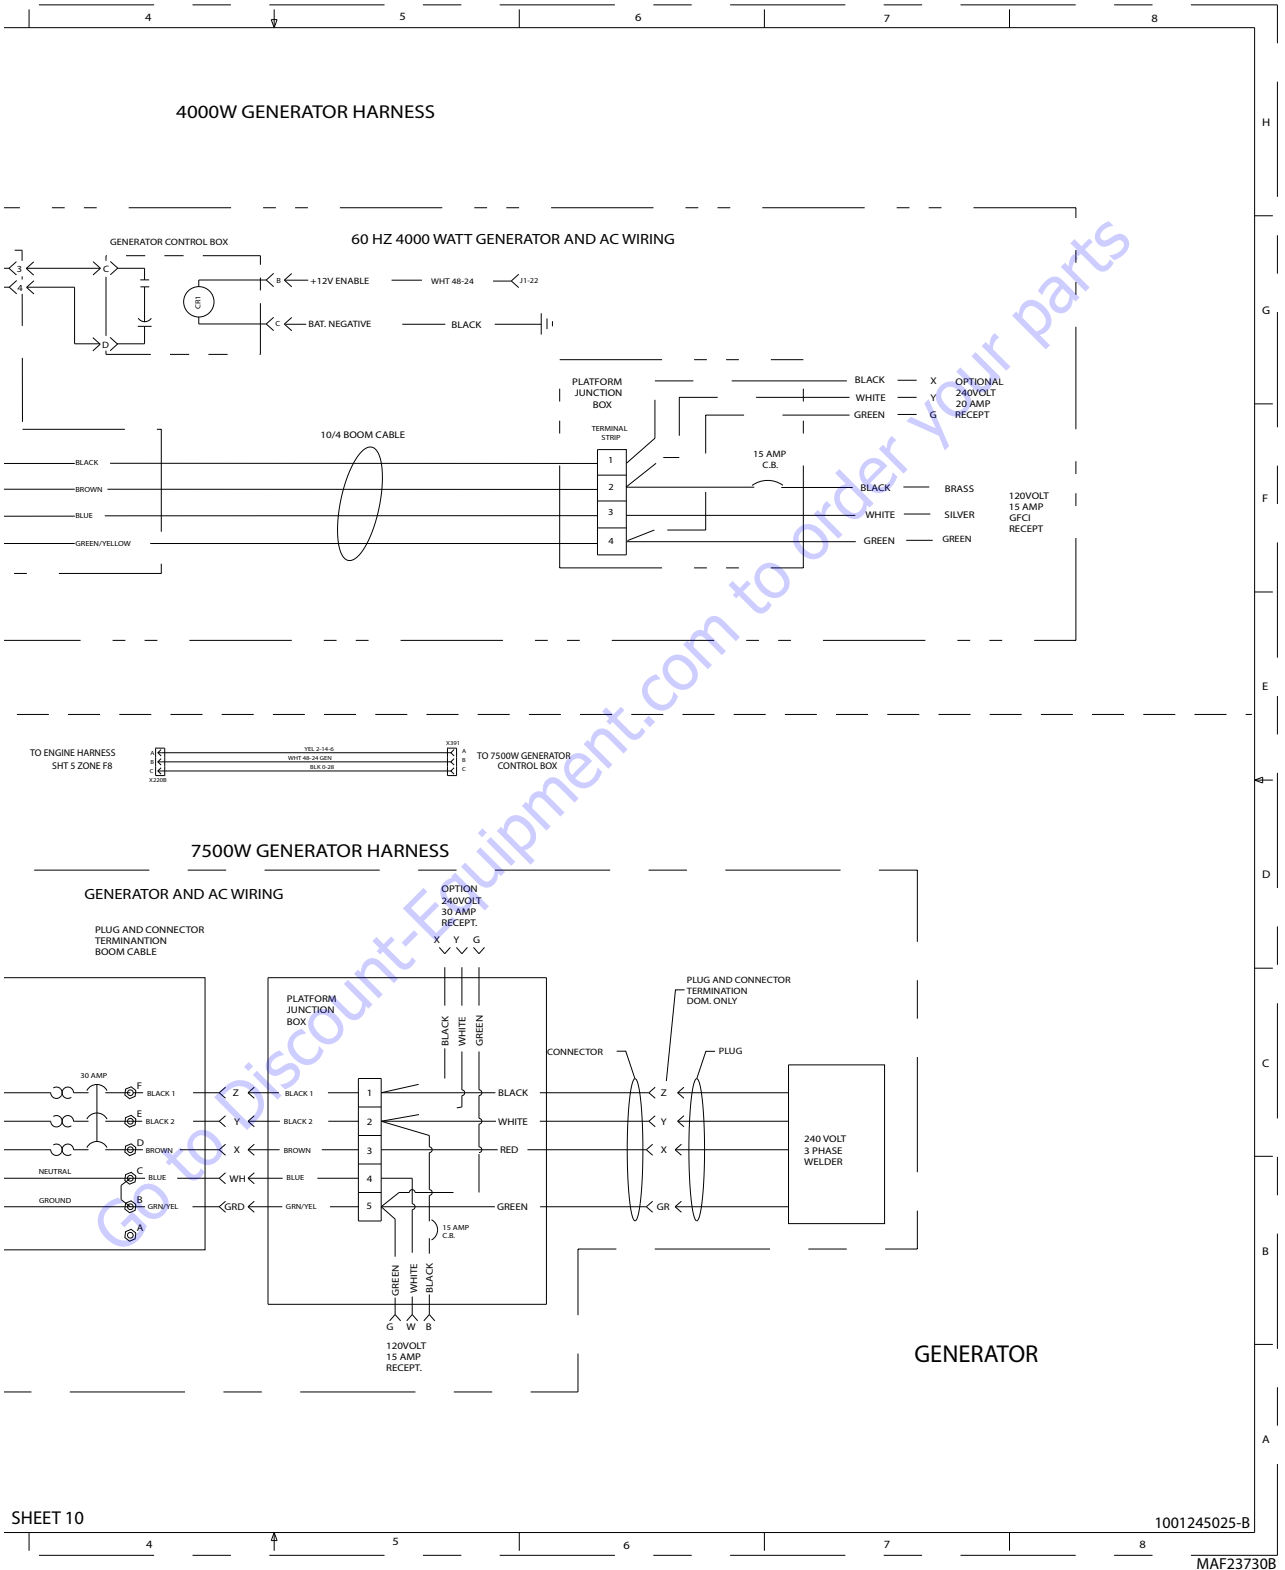 4 5 6 7 8
4000W GENERATOR HARNESS
H
60 HZ 4000 WATT GENERATOR AND AC WIRING
GENERATOR CONTROL BOX
3
4
C
D
CR1
B +12V ENABLE WHT 48-24 J1-22
C BAT. NEGATIVE BLACK
G
PLATFORM
JUNCTION
BOX
TERMINAL
STRIP
BLACK X
WHITE Y
GREEN G
OPTIONAL
240VOLT
20 AMP
RECEPT
10/4 BOOM CABLE
15 AMP
C.B.
BLACK
BROWN
BLUE
GREEN/YELLOW
1
2
3
4
BLACK BRASS
WHITE SILVER
GREEN GREEN
120VOLT
15 AMP
GFCI
RECEPT
F
E
TO ENGINE HARNESS
SHT 5 ZONE F8
A
B
C
X220B
YEL 2-14-6
WHT 48-24 GEN
BLK 0-28
X391
A
B
C
TO 7500W GENERATOR
CONTROL BOX
7500W GENERATOR HARNESS
D
GENERATOR AND AC WIRING
PLUG AND CONNECTOR
TERMINANTION
BOOM CABLE
OPTION
240VOLT
30 AMP
RECEPT.
X Y G
BLACK
WHITE
GREEN
PLATFORM
JUNCTION
BOX
PLUG AND CONNECTOR
TERMINATION
DOM. ONLY
CONNECTOR
PLUG
C
30 AMP
F BLACK 1 Z BLACK 1 1 BLACK Z
E BLACK 2 Y BLACK 2 2 WHITE Y
D BROWN X BROWN 3 RED X
NEUTRAL C BLUE WH BLUE 4
GROUND B GRN/YEL GRD GRN/YEL 5 GREEN GR
A
240 VOLT
3 PHASE
WELDER
15 AMP
C.B.
B
GREEN
WHITE
BLACK
G W B
120VOLT
15 AMP
RECEPT.
GENERATOR
A
SHEET 10
1001245025-B
4 5 6 7 8
MAF23730B
Go to Discount-Equipment.com to order your parts